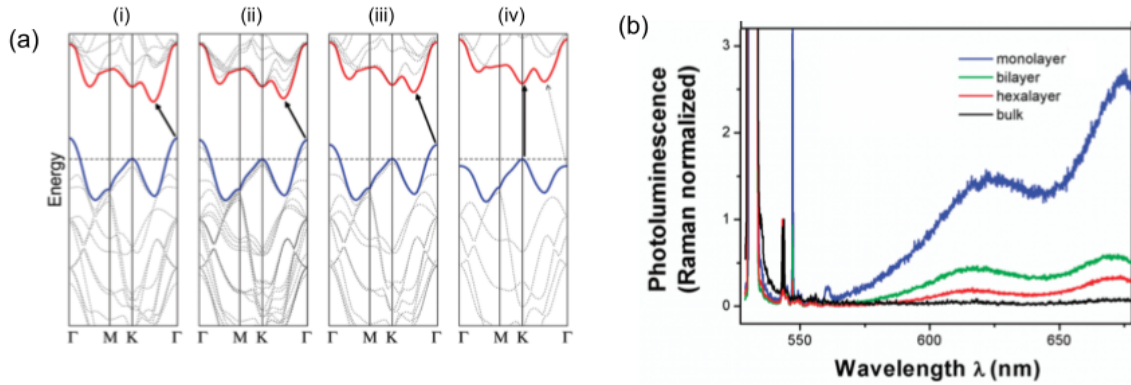 (a)
(i)
(ii)
(iii)
(iv)
Energy
Γ M K Γ
Γ M K Γ
Γ M K Γ
Γ M K Γ
(b)
Photoluminescence
(Raman normalized)
3
2
1
0
monolayer
bilayer
hexalayer
bulk
550 600 650
Wavelength λ (nm)